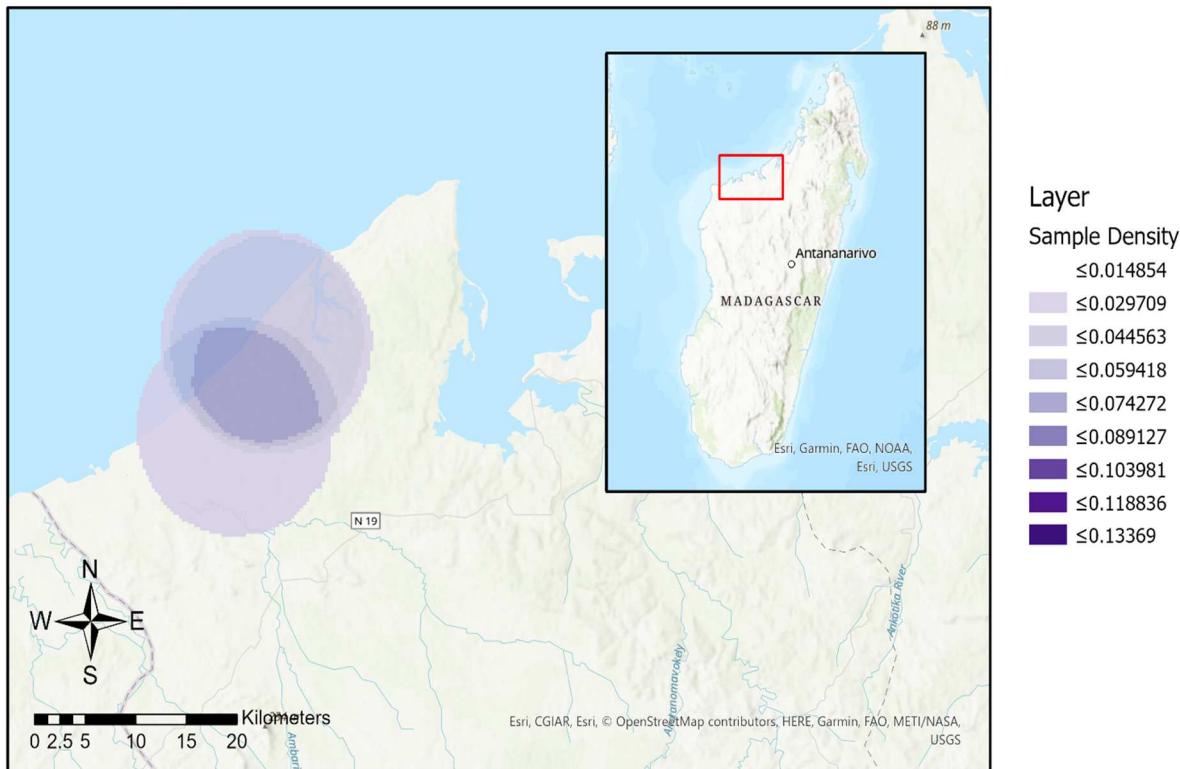 88 m
Antananarivo
MADAGASCAR
Esri, Garmin, FAO, NOAA,
Esri, USGS
N 19
N
W E
S
Kilometers
0 2.5 5 10 15 20
Ankotika River
Esri, CGIAR, Esri, © OpenStreetMap contributors, HERE, Garmin, FAO, METI/NASA,
USGS
Layer
Sample Density
≤0.014854
≤0.029709
≤0.044563
≤0.059418
≤0.074272
≤0.089127
≤0.103981
≤0.118836
≤0.13369